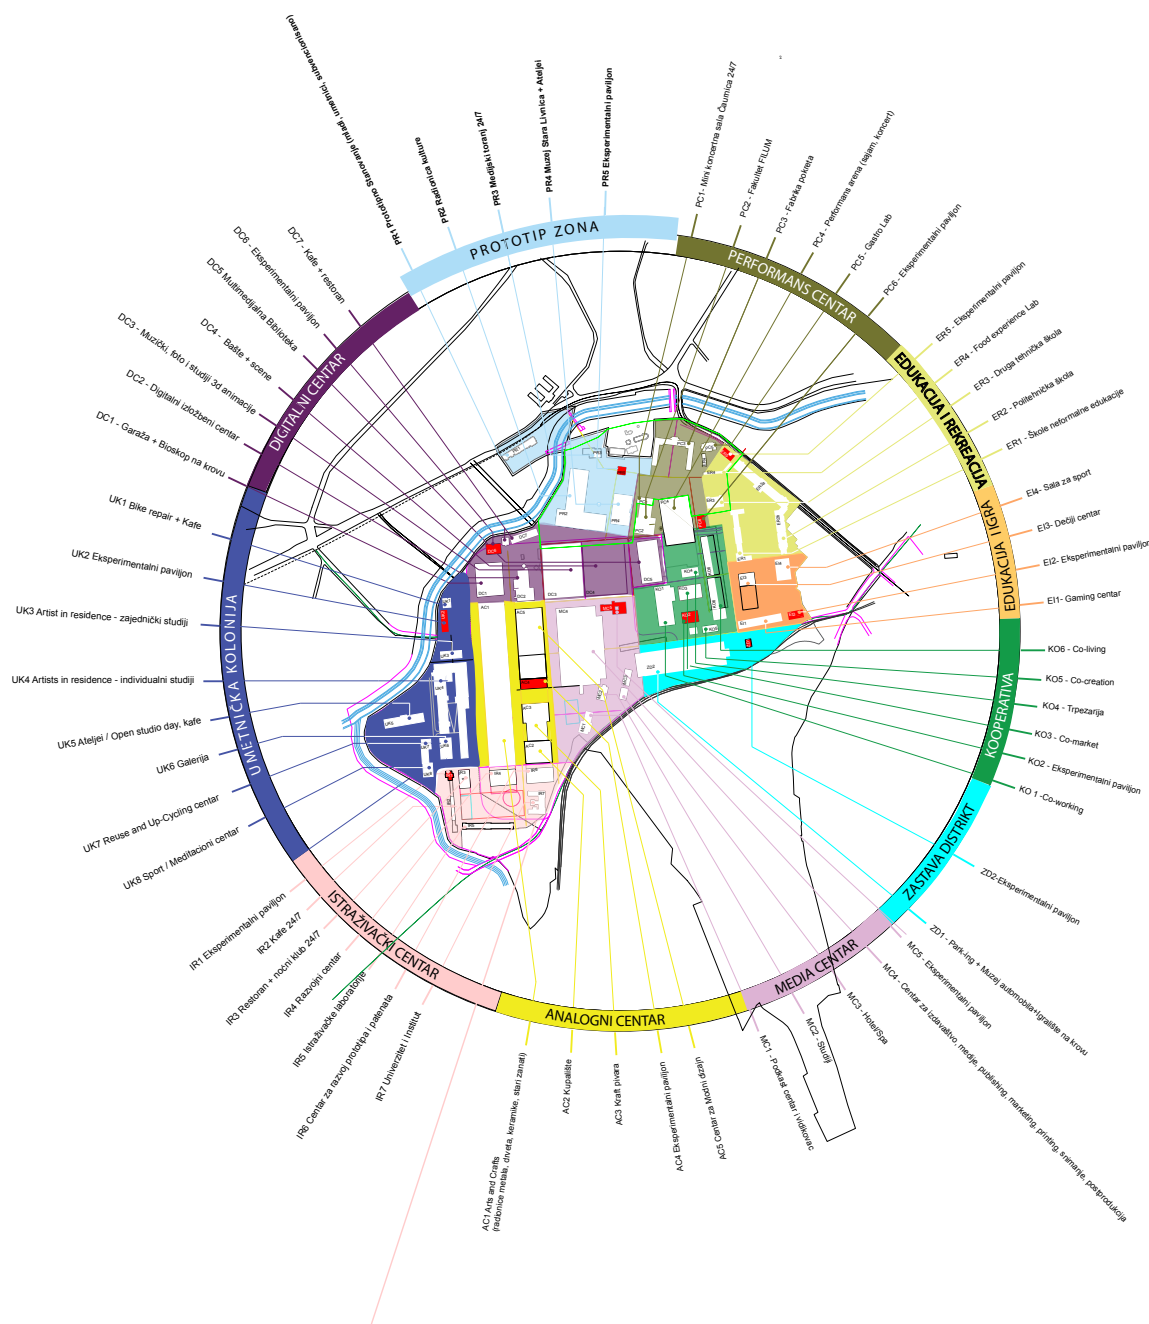 PROTOTIP ZONA
PR1 Prototipno Stanovanje (mladi, umetnici, subvencionisano)
PR2 Radionica kulture
PR3 Medijski toranj 24/7
PR4 Muzej Stara Livnica + Ateljei
PR5 Eksperimentalni paviljon
PERFORMANS CENTAR
PC1- Mini koncertna sala Čaurnica 24/7
PC2 - Fakultet FILUM
PC3 - Fabrika pokreta
PC4 - Performans arena (sajam, koncert)
PC5 - Gastro Lab
PC6 - Eksperimentalni paviljon
EDUKACIJA I REKREACIJA
ER5 - Eksperimentalni paviljon
ER4 - Food experience Lab
ER3 - Druga tehnička škola
ER2 - Politehnička škola
ER1 - Škole neformalne edukacije
EDUKACIJA I IGRA
EI4- Sala za sport
EI3- Dečiji centar
EI2- Eksperimentalni paviljon
EI1- Gaming centar
KOOPERATIVA
KO6 - Co-living
KO5 - Co-creation
KO4 - Trpezarija
KO3 - Co-market
KO2 - Eksperimentalni paviljon
KO 1 -Co-working
ZASTAVA DISTRIKT
ZD2-Eksperimentalni paviljon
ZD1 - Park-ing + Muzej automobila+Igralište na krovu
MEDIA CENTAR
MC5 - Eksperimentalni paviljon
MC4 - Centar za izdavaštvo, medije, publishing, marketing, printing, snimanje, postprodukcija
MC3 - Hotel/Spa
MC2 - Studiji
MC1 - Podkast centar i vidikovac
ANALOGNI CENTAR
AC5 Centar za Modni dizajn
AC4 Eksperimentalni paviljon
AC3 Kraft pivara
AC2 Kupalište
AC1 Arts and Crafts
(radionice metala, drveta, keramike, stari zanati)
ISTRAŽIVAČKI CENTAR
IR7 Univerzitet i Institut
IR6 Centar za razvoj prototipa i patenata
IR5 Istraživačke laboratorije
IR4 Razvojni centar
IR3 Restoran + noćni klub 24/7
IR2 Kafe 24/7
IR1 Eksperimentalni paviljon
UMETNIČKA KOLONIJA
UK8 Sport / Meditacioni centar
UK7 Reuse and Up-Cycling centar
UK6 Galerija
UK5 Ateljei / Open studio day, kafe
UK4 Artists in residence - individualni studiji
UK3 Artist in residence - zajednički studiji
UK2 Eksperimentalni paviljon
UK1 Bike repair + Kafe
DIGITALNI CENTAR
DC1 - Garaža + Bioskop na krovu
DC2 - Digitalni izložbeni centar
DC3 - Muzički, foto i studiji 3d animacije
DC4 - Bašte + scene
DC5 Multimedijalna Biblioteka
DC6 - Eksperimentalni paviljon
DC7 - Kafe + restoran